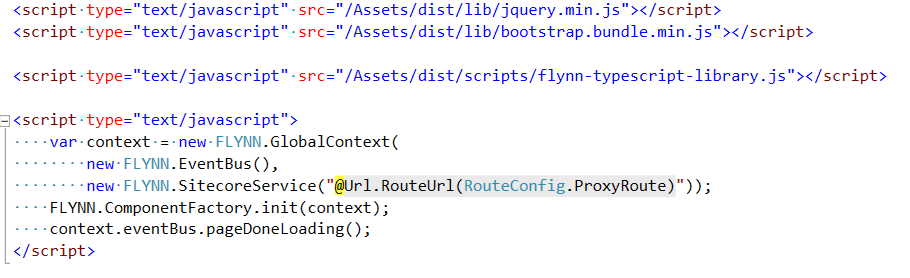 <script type="text/javascript" src="/Assets/dist/lib/jquery.min.js"></script>
<script type="text/javascript" src="/Assets/dist/lib/bootstrap.bundle.min.js"></script>

<script type="text/javascript" src="/Assets/dist/scripts/flynn-typescript-library.js"></script>

<script type="text/javascript">
    var context = new FLYNN.GlobalContext(
        new FLYNN.EventBus(),
        new FLYNN.SitecoreService("@Url.RouteUrl(RouteConfig.ProxyRoute)"));
    FLYNN.ComponentFactory.init(context);
    context.eventBus.pageDoneLoading();
</script>